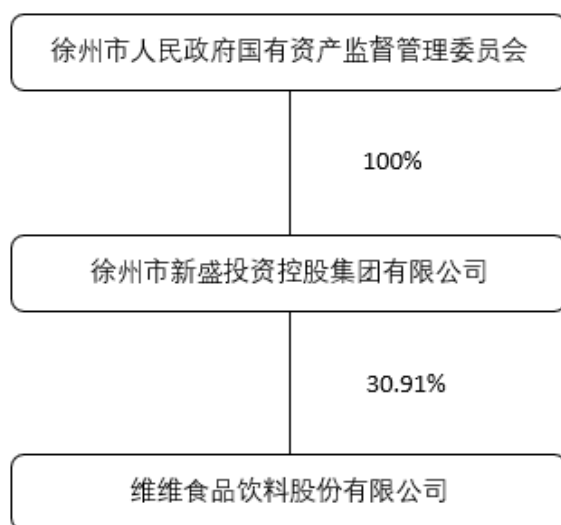 徐州市人民政府国有资产监督管理委员会
100%
徐州市新盛投资控股集团有限公司
30.91%
维维食品饮料股份有限公司